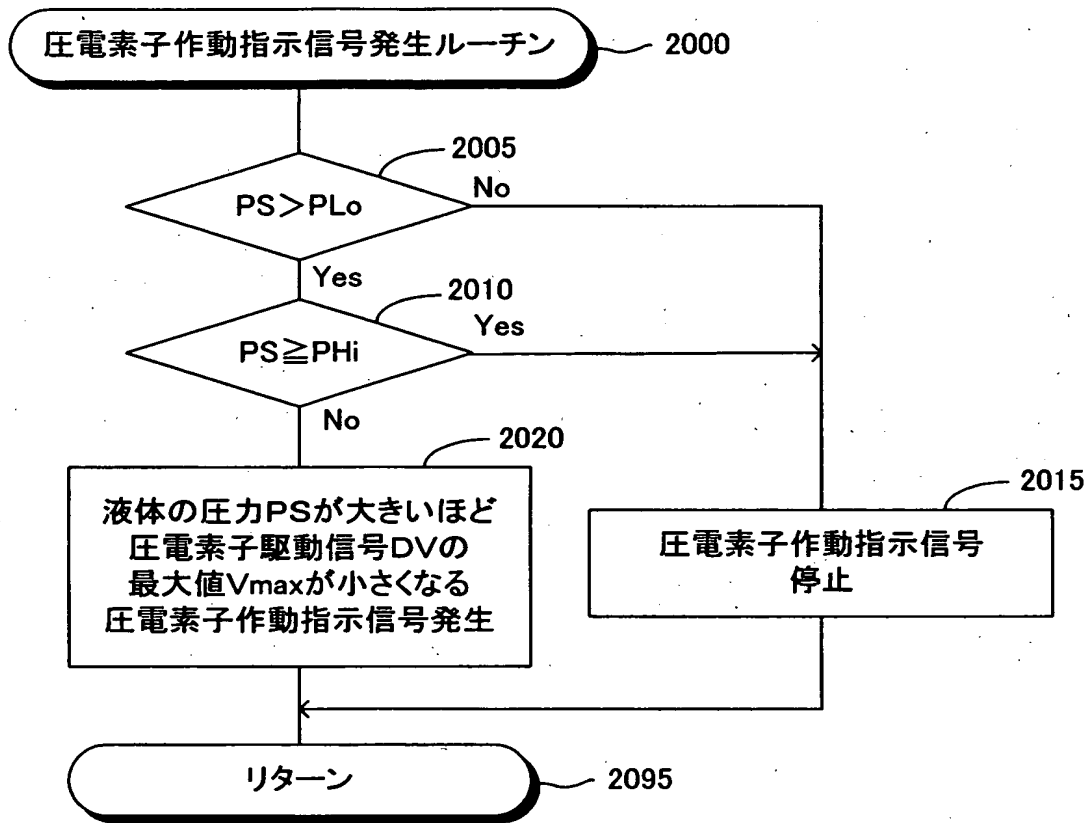 圧電素子作動指示信号発生ルーチン
2000
2005
PS＞PLo
No
Yes
2010
PS≧PHi
Yes
No
2020
液体の圧力PSが大きいほど
圧電素子駆動信号DVの
最大値Vmaxが小さくなる
圧電素子作動指示信号発生
2015
圧電素子作動指示信号
停止
リターン
2095